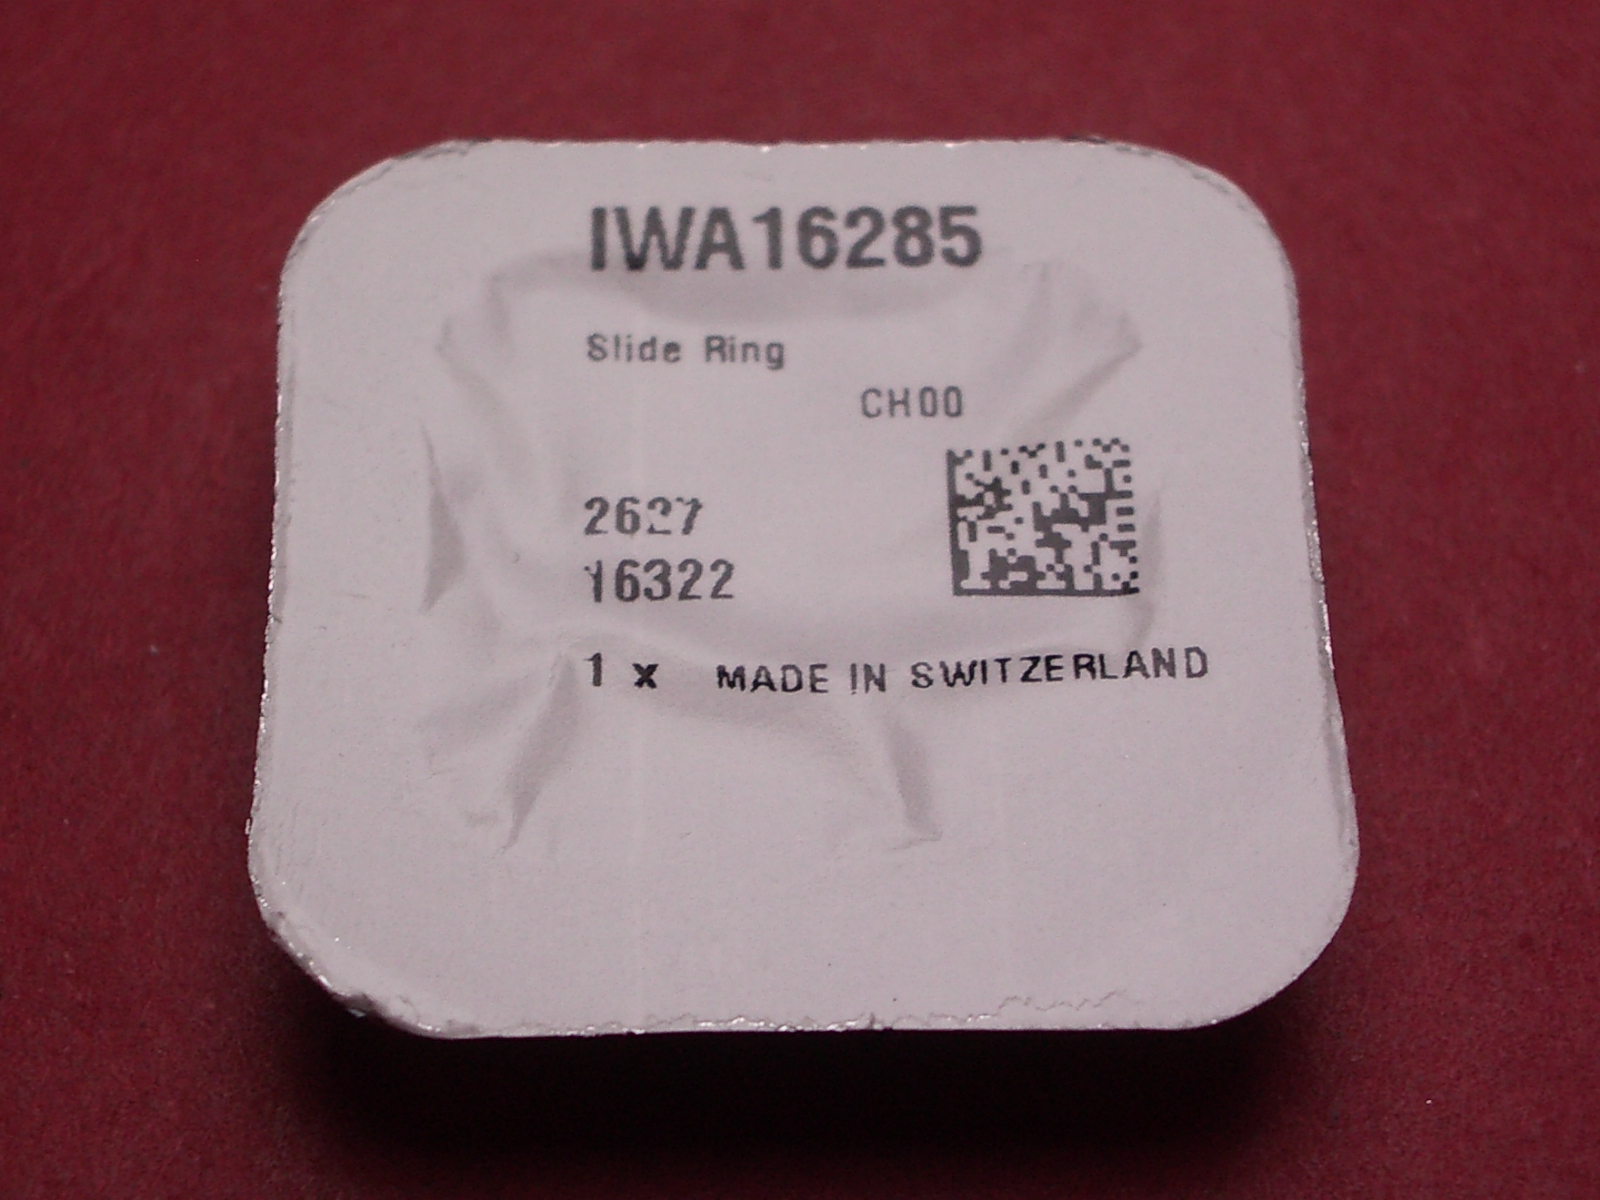 IWA16285
Slide Ring
CH00
2627
16322
1 x MADE IN SWITZERLAND